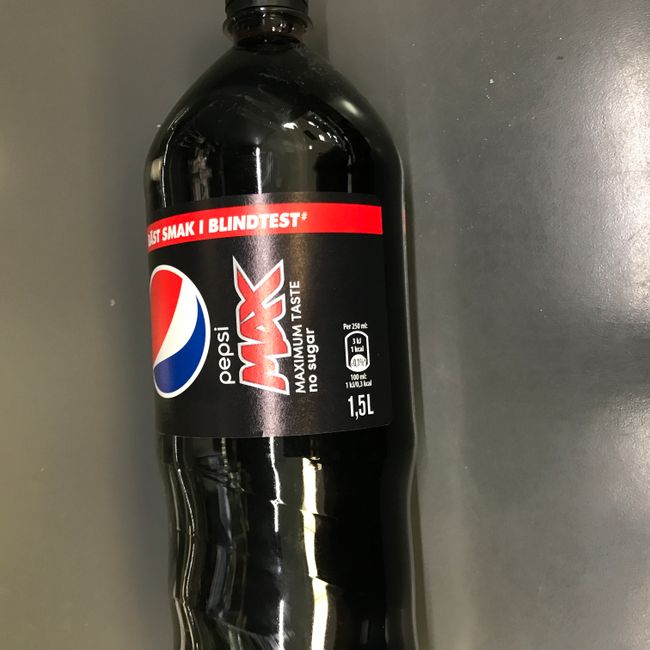 SMAK I BLINDTEST#
pepsi
MAX
MAXIMUM TASTE
no sugar
Per 250 ml:
3 kJ
1 kcal
<0,1%*
100 ml:
1 kJ/0,3 kcal
1,5L